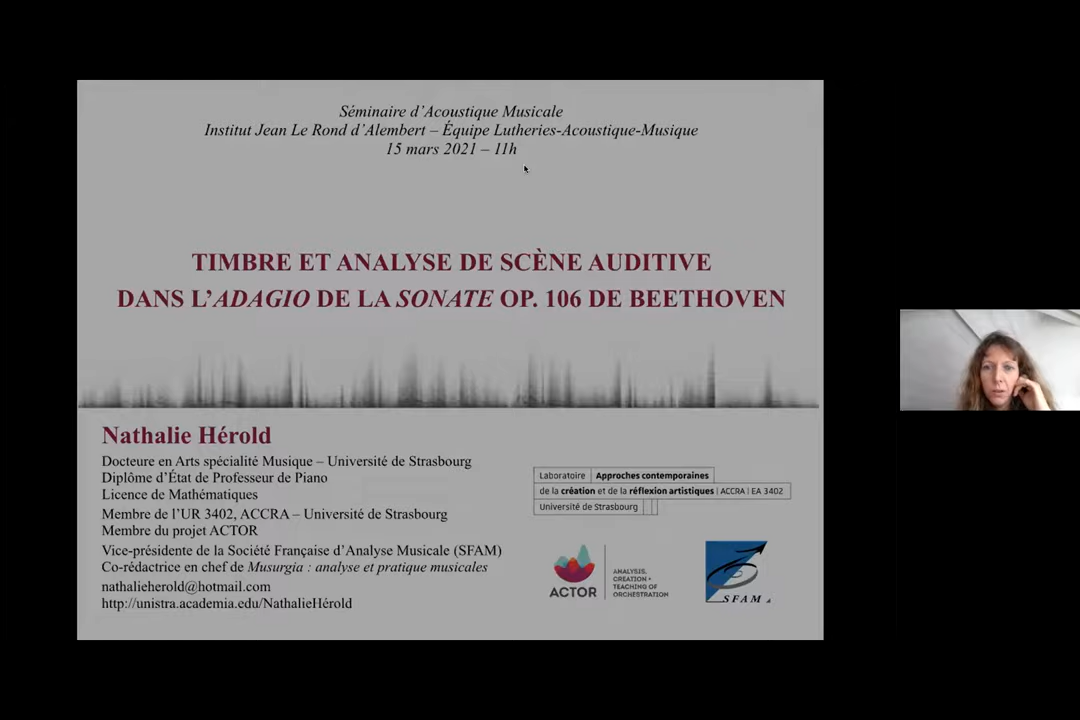 Séminaire d'Acoustique Musicale
Institut Jean Le Rond d'Alembert – Équipe Lutheries-Acoustique-Musique
15 mars 2021 – 11h
TIMBRE ET ANALYSE DE SCÈNE AUDITIVE
DANS L'ADAGIO DE LA SONATE OP. 106 DE BEETHOVEN
Nathalie Hérold
Docteure en Arts spécialité Musique – Université de Strasbourg
Diplôme d'État de Professeur de Piano
Licence de Mathématiques
Membre de l'UR 3402, ACCRA – Université de Strasbourg
Membre du projet ACTOR
Vice-présidente de la Société Française d'Analyse Musicale (SFAM)
Co-rédactrice en chef de Musurgia : analyse et pratique musicales
nathalieherold@hotmail.com
http://unistra.academia.edu/NathalieHérold
Laboratoire Approches contemporaines
de la création et de la réflexion artistiques | ACCRA | EA 3402
Université de Strasbourg
ACTOR
ANALYSIS,
CREATION +
TEACHING OF
ORCHESTRATION
SFAM